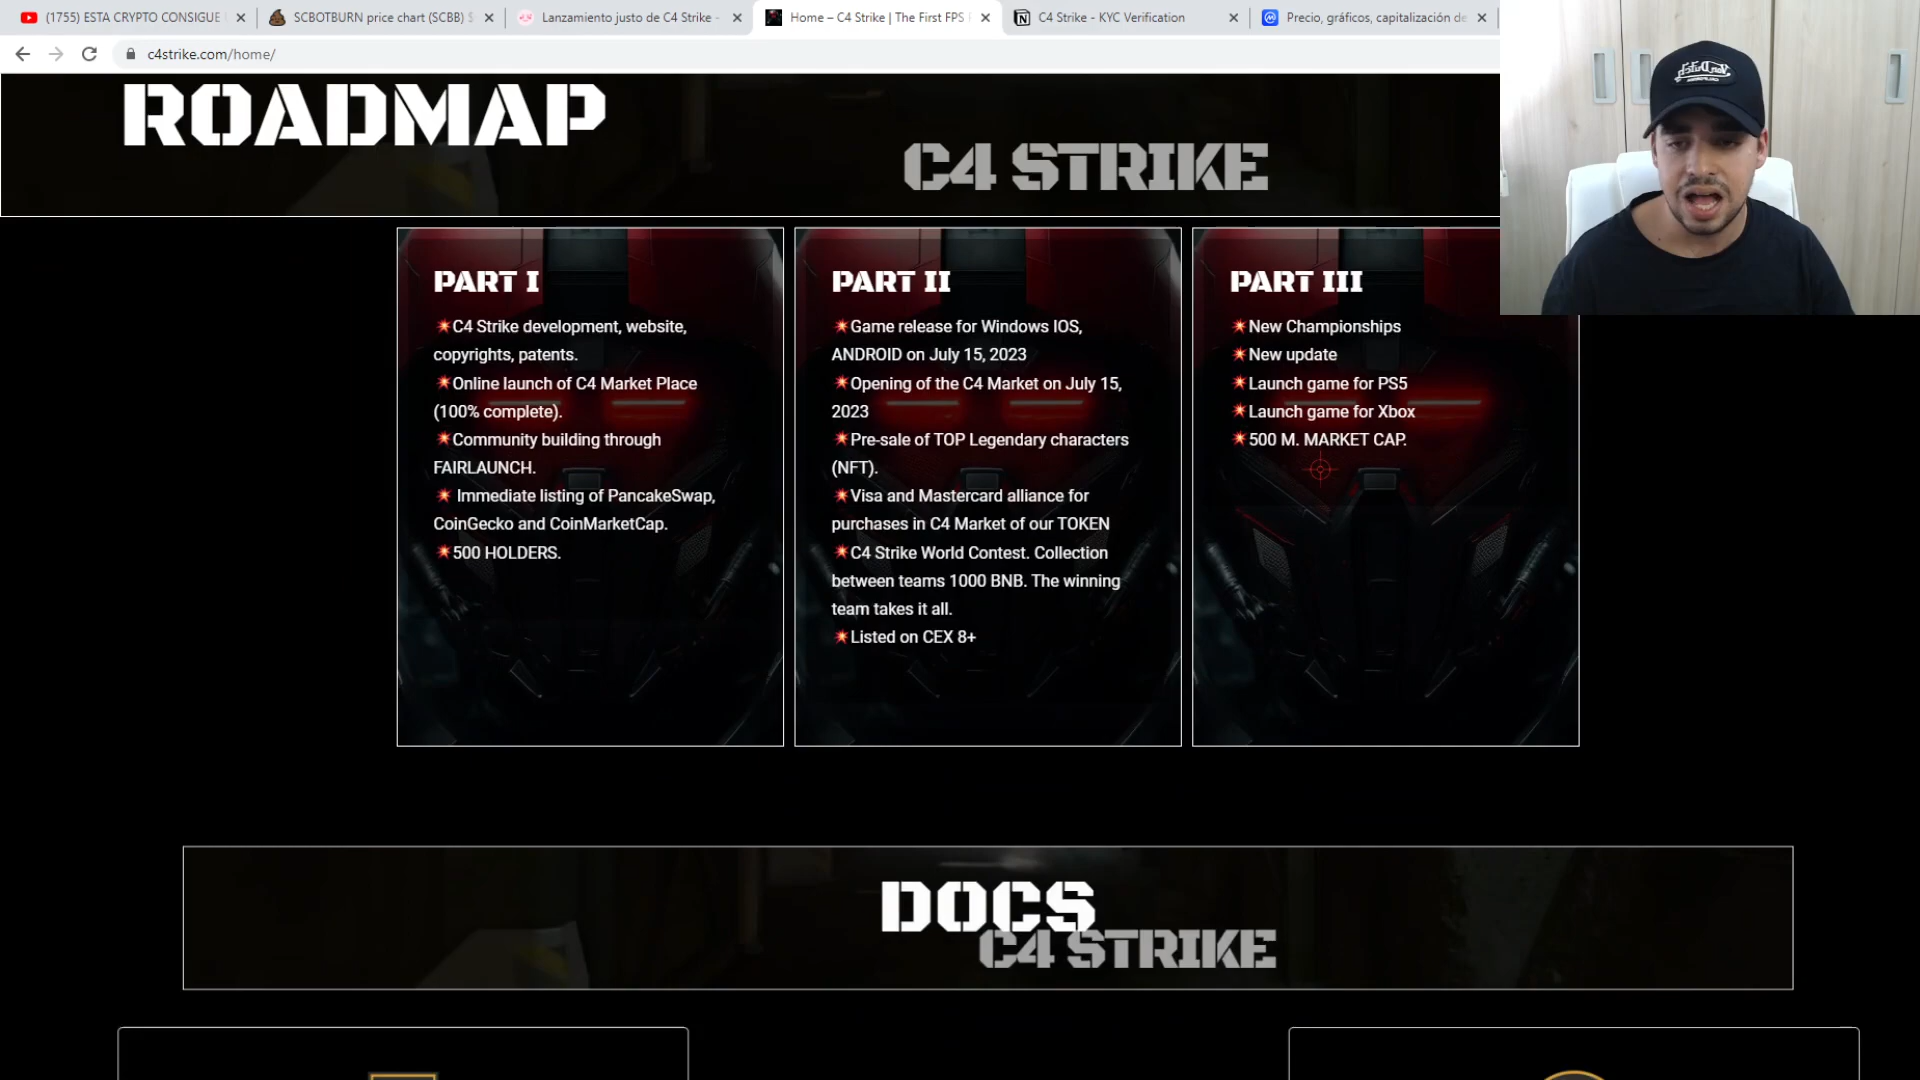 (1755) ESTA CRYPTO CONSIGUE
SCBOTBURN price chart (SCBB)
Lanzamiento justo de C4 Strike -
Home – C4 Strike | The First FPS
C4 Strike - KYC Verification
Precio, gráficos, capitalización de
c4strike.com/home/
ROADMAP
C4 STRIKE
PART I
💥C4 Strike development, website,
copyrights, patents.
💥Online launch of C4 Market Place
(100% complete).
💥Community building through
FAIRLAUNCH.
💥 Immediate listing of PancakeSwap,
CoinGecko and CoinMarketCap.
💥500 HOLDERS.
PART II
💥Game release for Windows IOS,
ANDROID on July 15, 2023
💥Opening of the C4 Market on July 15,
2023
💥Pre-sale of TOP Legendary characters
(NFT).
💥Visa and Mastercard alliance for
purchases in C4 Market of our TOKEN
💥C4 Strike World Contest. Collection
between teams 1000 BNB. The winning
team takes it all.
💥Listed on CEX 8+
PART III
💥New Championships
💥New update
💥Launch game for PS5
💥Launch game for Xbox
💥500 M. MARKET CAP.
DOCS
C4 STRIKE
Von Dutch